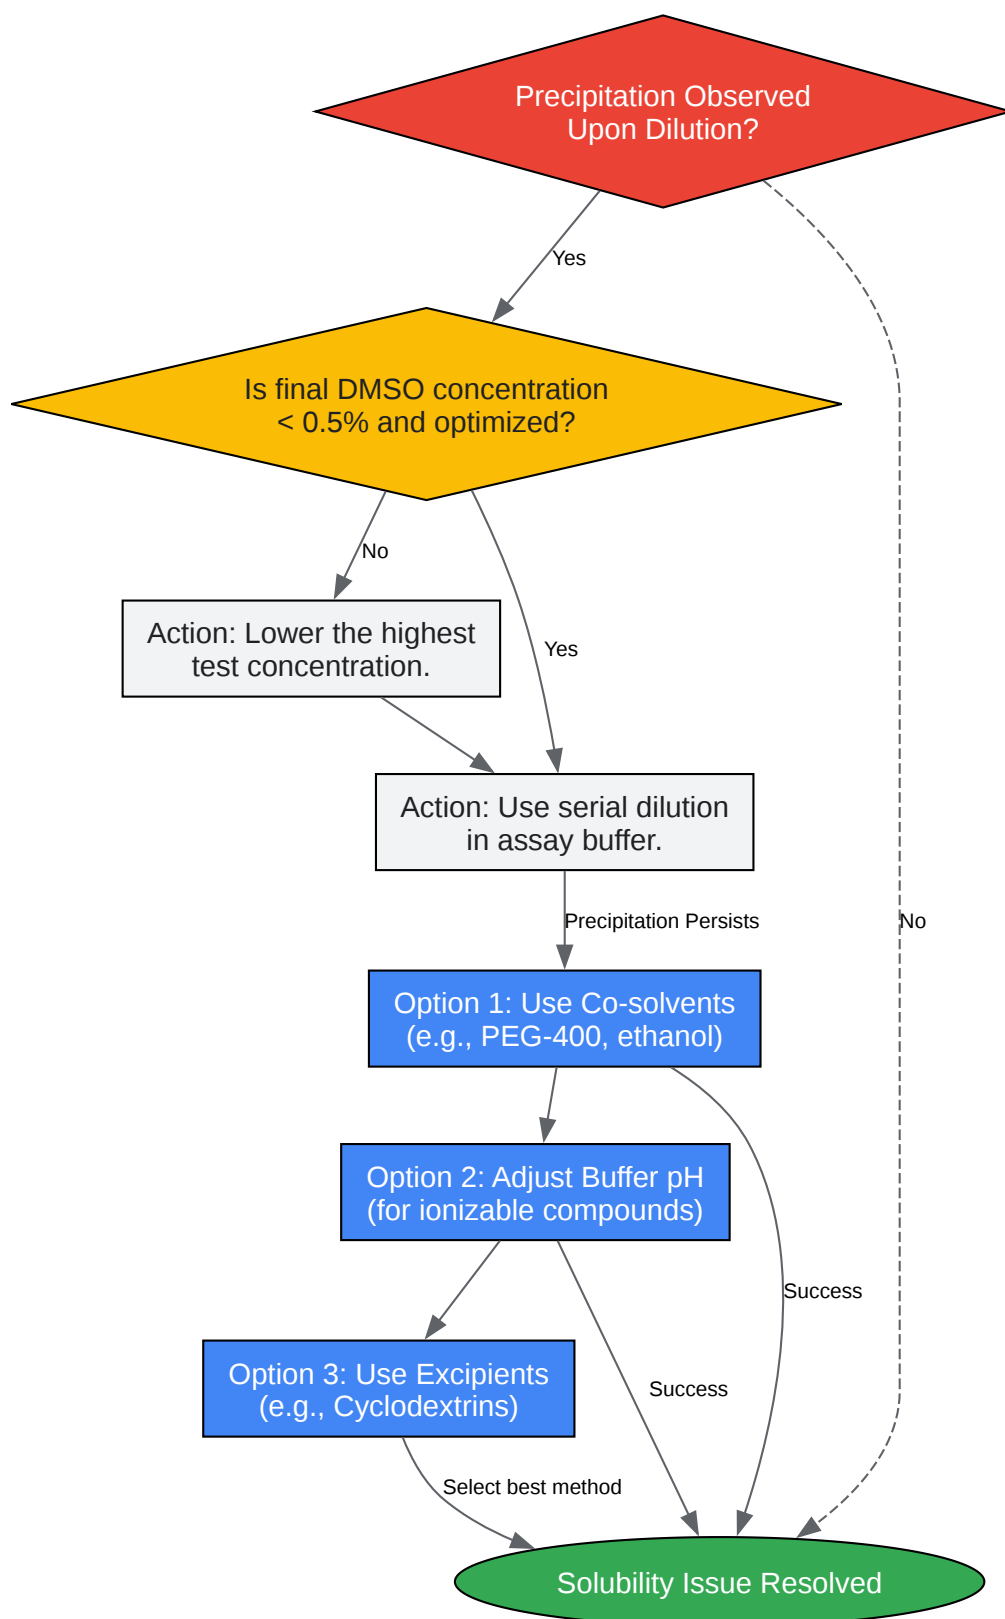 Precipitation Observed
Upon Dilution?
Yes
Is final DMSO concentration
< 0.5% and optimized?
No
Action: Lower the highest
test concentration.
Yes
Action: Use serial dilution
in assay buffer.
Precipitation Persists
No
Option 1: Use Co-solvents
(e.g., PEG-400, ethanol)
Option 2: Adjust Buffer pH
(for ionizable compounds)
Success
Option 3: Use Excipients
(e.g., Cyclodextrins)
Success
Select best method
Solubility Issue Resolved